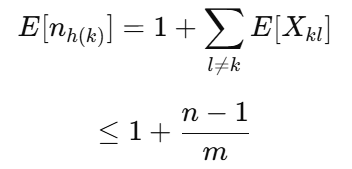 E[n_{h(k)}] = 1 + \sum_{l \neq k} E[X_{kl}]
\leq 1 + \frac{n - 1}{m}